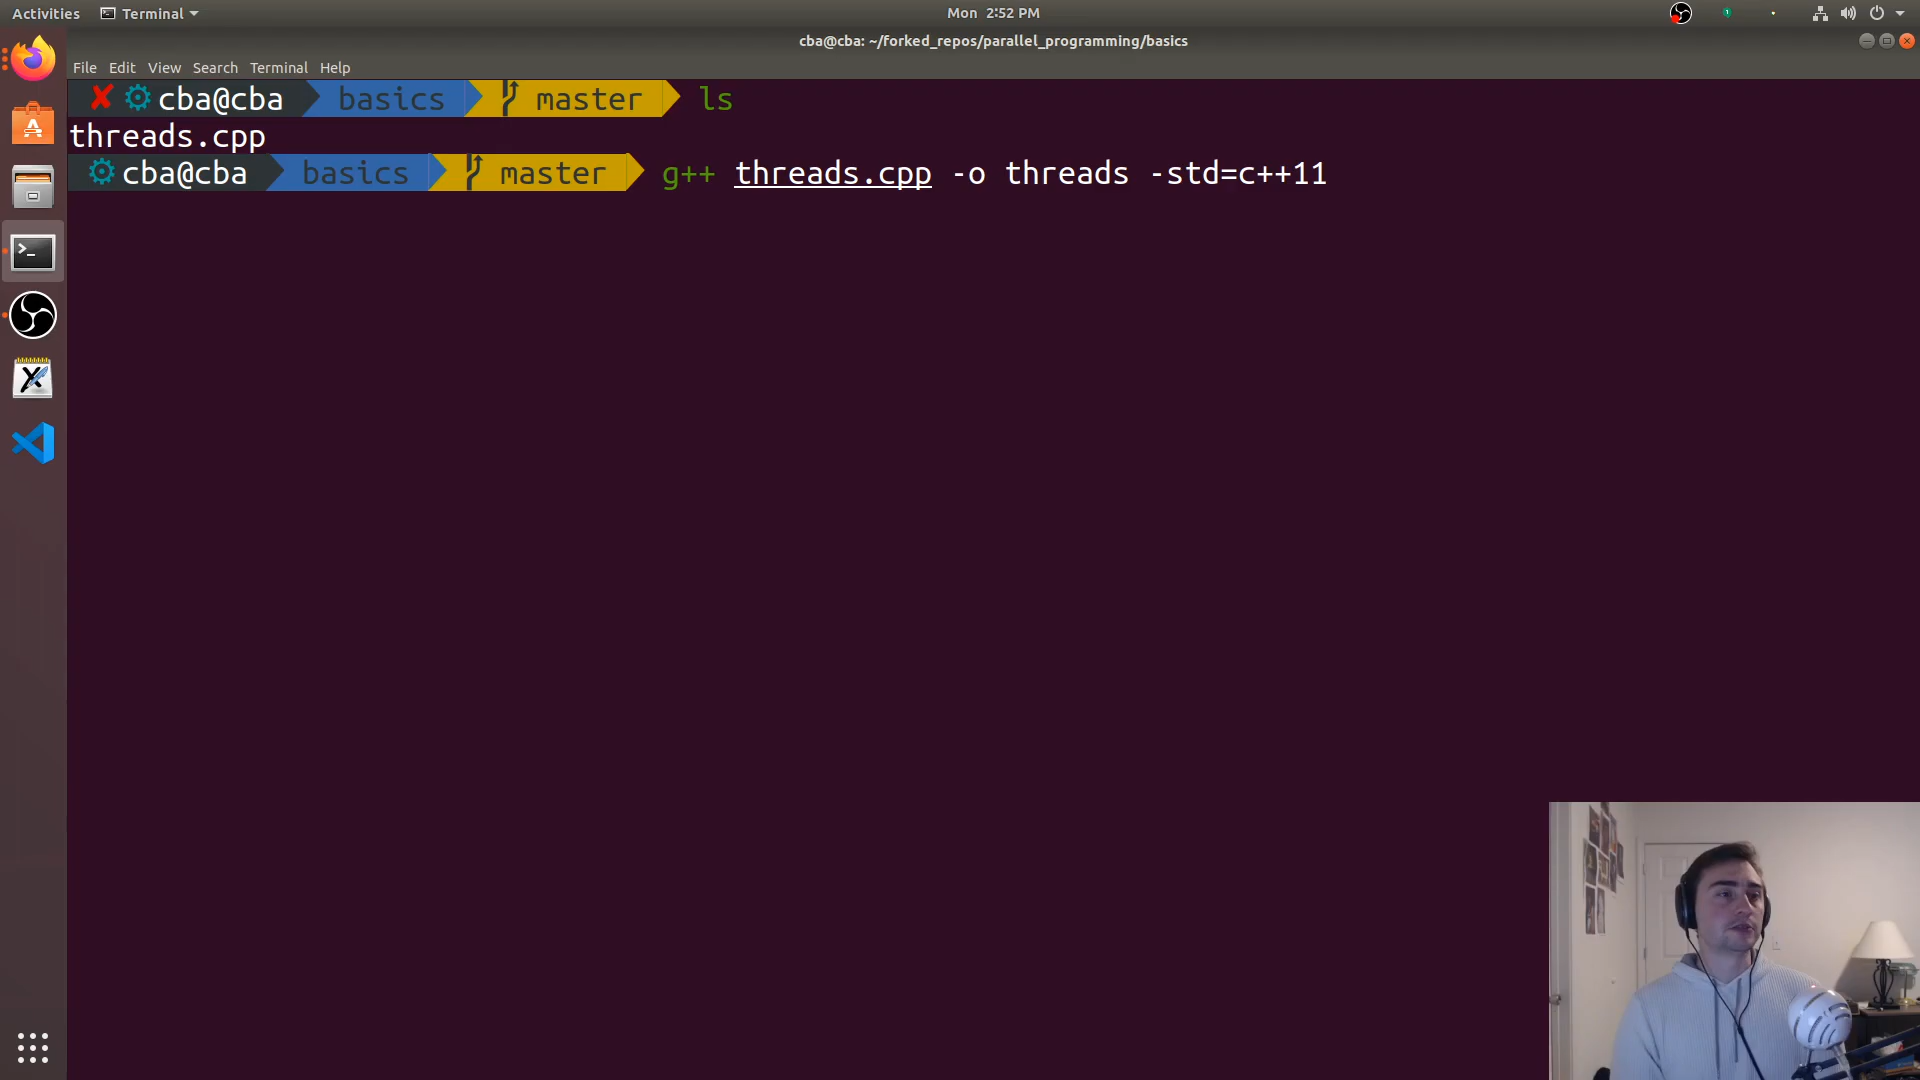 Activities Terminal Mon 2:52 PM
cba@cba: ~/forked_repos/parallel_programming/basics
File Edit View Search Terminal Help
cba@cba basics master ls
threads.cpp
cba@cba basics master g++ threads.cpp -o threads -std=c++11